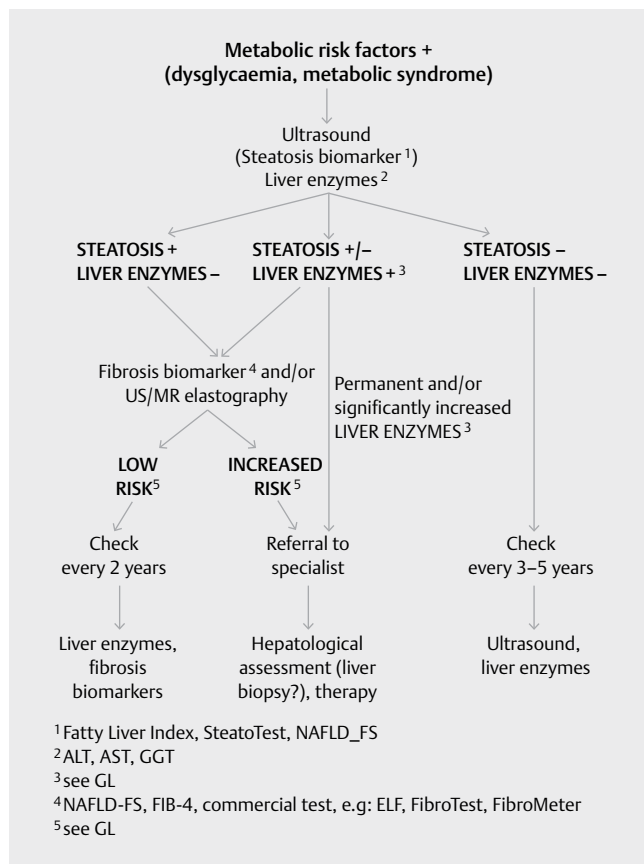 Metabolic risk factors +
(dysglycaemia, metabolic syndrome)
Ultrasound
(Steatosis biomarker ¹)
Liver enzymes ²
STEATOSIS +
LIVER ENZYMES –
STEATOSIS +/–
LIVER ENZYMES + ³
STEATOSIS –
LIVER ENZYMES –
Fibrosis biomarker ⁴ and/or
US/MR elastography
Permanent and/or
significantly increased
LIVER ENZYMES ³
LOW
RISK⁵
INCREASED
RISK ⁵
Check
every 2 years
Referral to
specialist
Check
every 3–5 years
Liver enzymes,
fibrosis
biomarkers
Hepatological
assessment (liver
biopsy?), therapy
Ultrasound,
liver enzymes
¹ Fatty Liver Index, SteatoTest, NAFLD_FS
² ALT, AST, GGT
³ see GL
⁴ NAFLD-FS, FIB-4, commercial test, e.g: ELF, FibroTest, FibroMeter
⁵ see GL